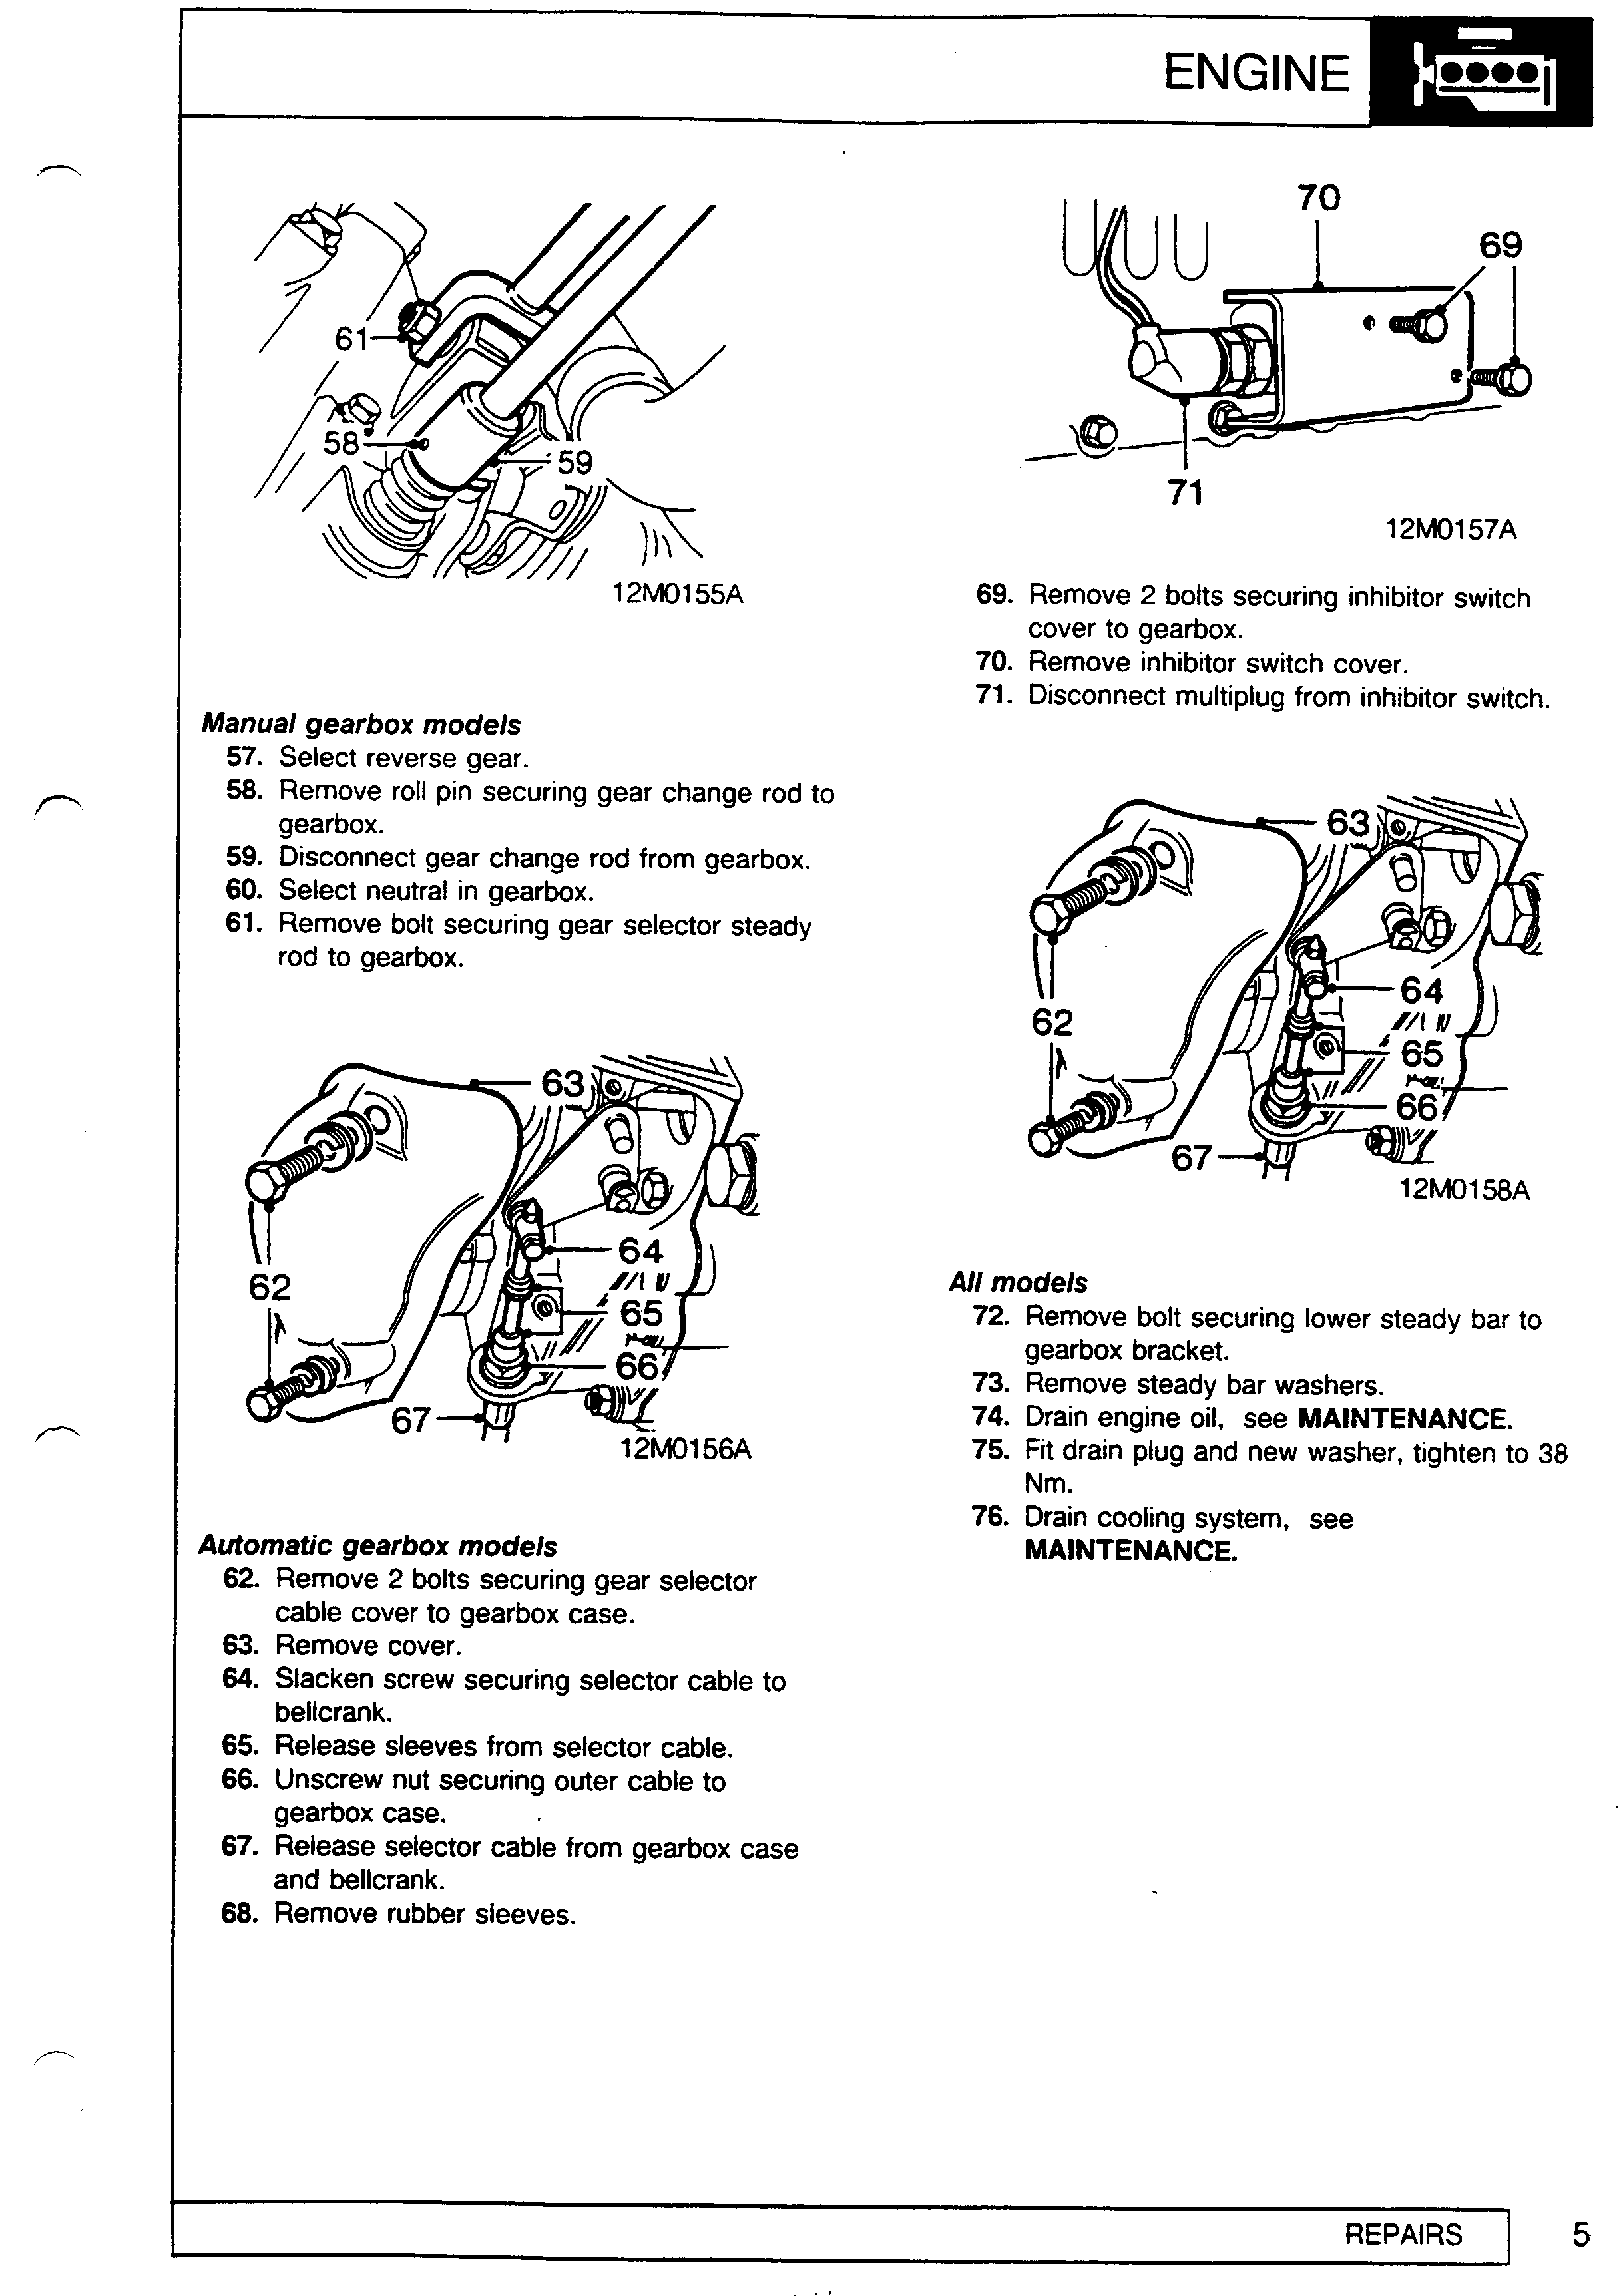 ENGINE
61
58
59
12M0155A
Manual gearbox models
57. Select reverse gear.
58. Remove roll pin securing gear change rod to
gearbox.
59. Disconnect gear change rod from gearbox.
60. Select neutral in gearbox.
61. Remove bolt securing gear selector steady
rod to gearbox.
63
62
64
65
66
67
12M0156A
Automatic gearbox models
62. Remove 2 bolts securing gear selector
cable cover to gearbox case.
63. Remove cover.
64. Slacken screw securing selector cable to
bellcrank.
65. Release sleeves from selector cable.
66. Unscrew nut securing outer cable to
gearbox case.
67. Release selector cable from gearbox case
and bellcrank.
68. Remove rubber sleeves.
70
69
71
12M0157A
69. Remove 2 bolts securing inhibitor switch
cover to gearbox.
70. Remove inhibitor switch cover.
71. Disconnect multiplug from inhibitor switch.
63
62
64
65
66
67
12M0158A
All models
72. Remove bolt securing lower steady bar to
gearbox bracket.
73. Remove steady bar washers.
74. Drain engine oil, see MAINTENANCE.
75. Fit drain plug and new washer, tighten to 38
Nm.
76. Drain cooling system, see
MAINTENANCE.
REPAIRS
5